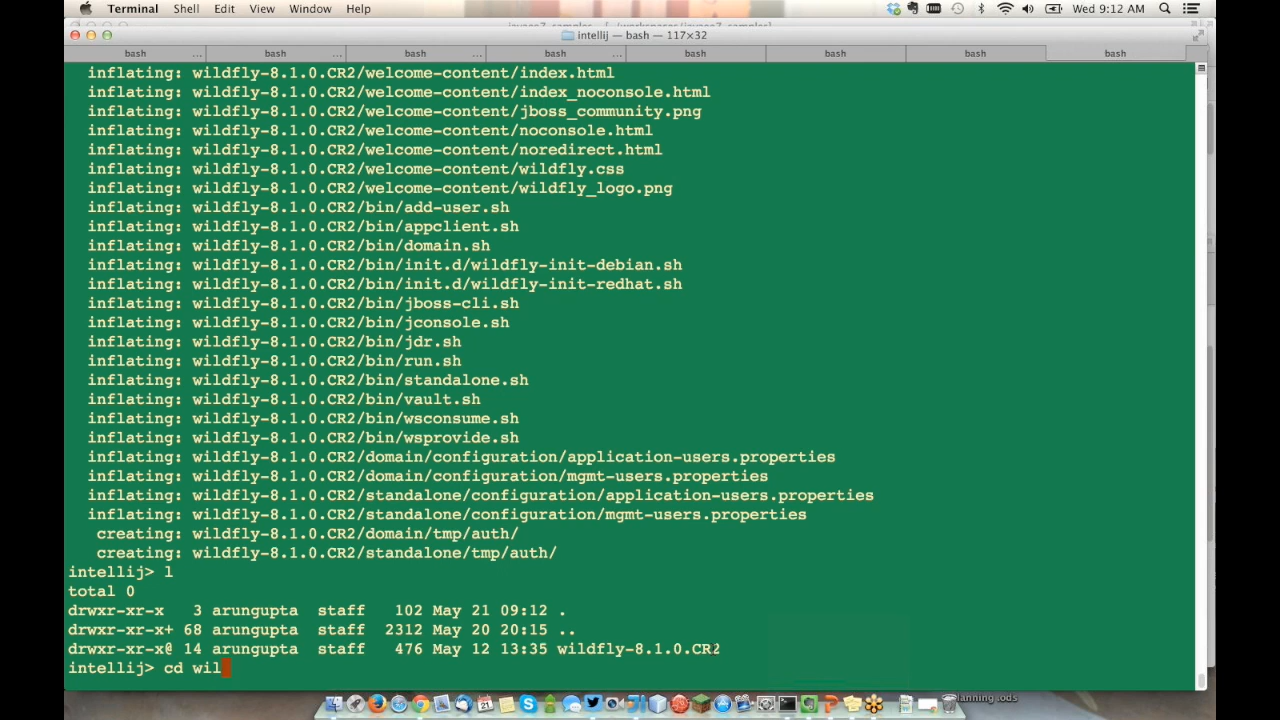 Terminal Shell Edit View Window Help Wed 9:12 AM
intellij — bash — 117×32
bash ... bash ... bash ... bash ... bash bash bash bash
inflating: wildfly-8.1.0.CR2/welcome-content/index.html
inflating: wildfly-8.1.0.CR2/welcome-content/index_noconsole.html
inflating: wildfly-8.1.0.CR2/welcome-content/jboss_community.png
inflating: wildfly-8.1.0.CR2/welcome-content/noconsole.html
inflating: wildfly-8.1.0.CR2/welcome-content/noredirect.html
inflating: wildfly-8.1.0.CR2/welcome-content/wildfly.css
inflating: wildfly-8.1.0.CR2/welcome-content/wildfly_logo.png
inflating: wildfly-8.1.0.CR2/bin/add-user.sh
inflating: wildfly-8.1.0.CR2/bin/appclient.sh
inflating: wildfly-8.1.0.CR2/bin/domain.sh
inflating: wildfly-8.1.0.CR2/bin/init.d/wildfly-init-debian.sh
inflating: wildfly-8.1.0.CR2/bin/init.d/wildfly-init-redhat.sh
inflating: wildfly-8.1.0.CR2/bin/jboss-cli.sh
inflating: wildfly-8.1.0.CR2/bin/jconsole.sh
inflating: wildfly-8.1.0.CR2/bin/jdr.sh
inflating: wildfly-8.1.0.CR2/bin/run.sh
inflating: wildfly-8.1.0.CR2/bin/standalone.sh
inflating: wildfly-8.1.0.CR2/bin/vault.sh
inflating: wildfly-8.1.0.CR2/bin/wsconsume.sh
inflating: wildfly-8.1.0.CR2/bin/wsprovide.sh
inflating: wildfly-8.1.0.CR2/domain/configuration/application-users.properties
inflating: wildfly-8.1.0.CR2/domain/configuration/mgmt-users.properties
inflating: wildfly-8.1.0.CR2/standalone/configuration/application-users.properties
inflating: wildfly-8.1.0.CR2/standalone/configuration/mgmt-users.properties
creating: wildfly-8.1.0.CR2/domain/tmp/auth/
creating: wildfly-8.1.0.CR2/standalone/tmp/auth/
intellij> l
total 0
drwxr-xr-x 3 arungupta staff 102 May 21 09:12 .
drwxr-xr-x+ 68 arungupta staff 2312 May 20 20:15 ..
drwxr-xr-x@ 14 arungupta staff 476 May 12 13:35 wildfly-8.1.0.CR2
intellij> cd wil